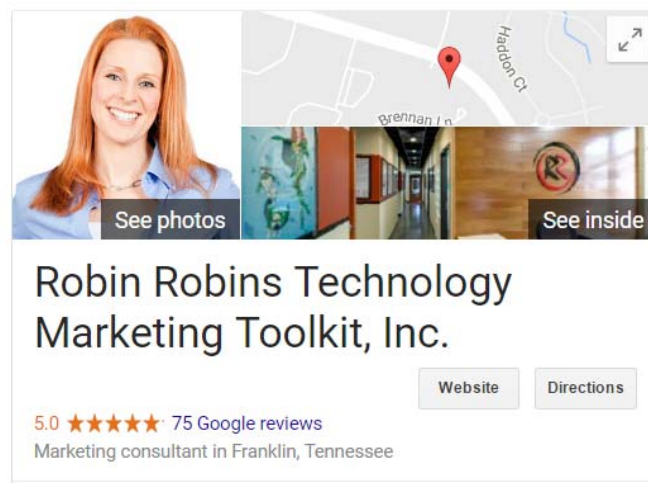 Haddon Ct
Brennan Ln
See photos
See inside
Robin Robins Technology
Marketing Toolkit, Inc.
Website
Directions
5.0 75 Google reviews
Marketing consultant in Franklin, Tennessee